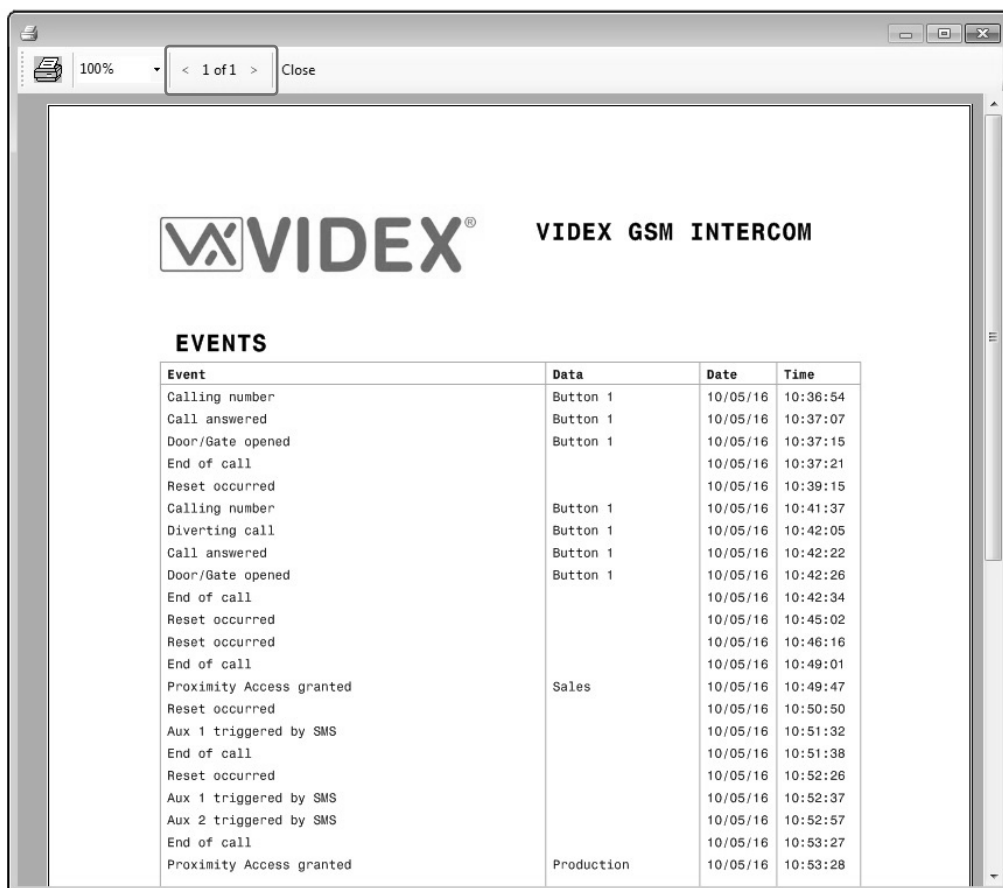 100% < 1 of 1 > Close
VIDEX® VIDEX GSM INTERCOM
EVENTS
Event Data Date Time
Calling number Button 1 10/05/16 10:36:54
Call answered Button 1 10/05/16 10:37:07
Door/Gate opened Button 1 10/05/16 10:37:15
End of call 10/05/16 10:37:21
Reset occurred 10/05/16 10:39:15
Calling number Button 1 10/05/16 10:41:37
Diverting call Button 1 10/05/16 10:42:05
Call answered Button 1 10/05/16 10:42:22
Door/Gate opened Button 1 10/05/16 10:42:26
End of call 10/05/16 10:42:34
Reset occurred 10/05/16 10:45:02
Reset occurred 10/05/16 10:46:16
End of call 10/05/16 10:49:01
Proximity Access granted Sales 10/05/16 10:49:47
Reset occurred 10/05/16 10:50:50
Aux 1 triggered by SMS 10/05/16 10:51:32
End of call 10/05/16 10:51:38
Reset occurred 10/05/16 10:52:26
Aux 1 triggered by SMS 10/05/16 10:52:37
Aux 2 triggered by SMS 10/05/16 10:52:57
End of call 10/05/16 10:53:27
Proximity Access granted Production 10/05/16 10:53:28